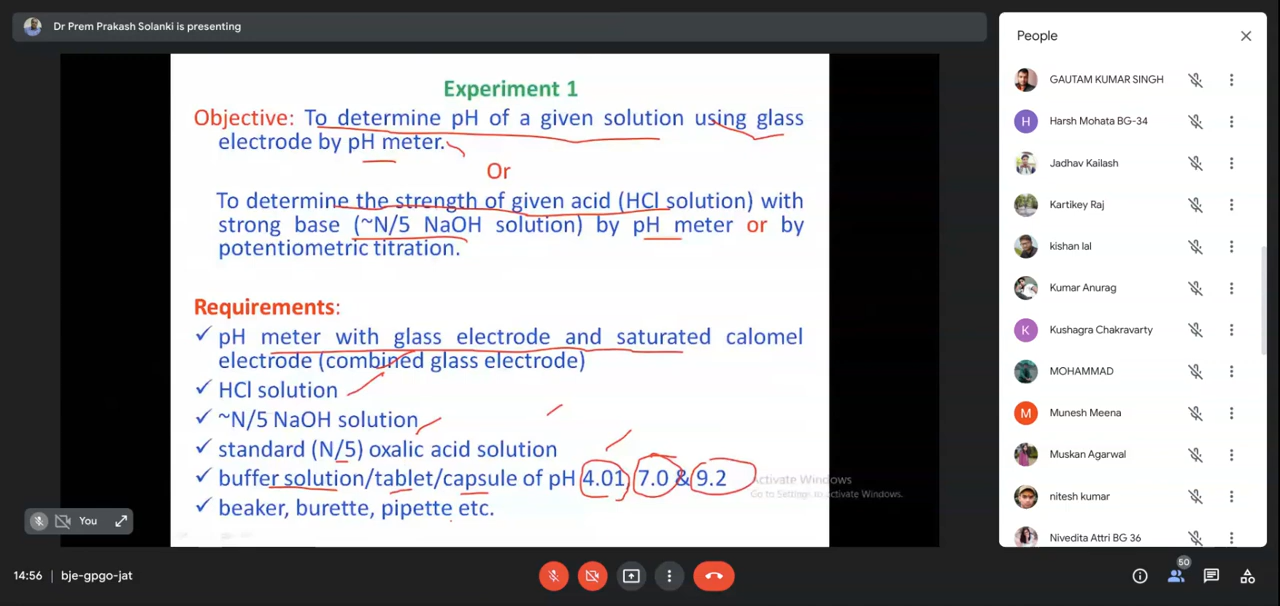 Dr Prem Prakash Solanki is presenting
People
Experiment 1
Objective: To determine pH of a given solution using glass
electrode by pH meter.
Or
To determine the strength of given acid (HCl solution) with
strong base (~N/5 NaOH solution) by pH meter or by
potentiometric titration.
Requirements:
✓ pH meter with glass electrode and saturated calomel
electrode (combined glass electrode)
✓ HCl solution
✓ ~N/5 NaOH solution
✓ standard (N/5) oxalic acid solution
✓ buffer solution/tablet/capsule of pH 4.01, 7.0 & 9.2
✓ beaker, burette, pipette etc.
Activate Windows
Go to Settings to activate Windows.
GAUTAM KUMAR SINGH
H
Harsh Mohata BG-34
Jadhav Kailash
Kartikey Raj
kishan lal
Kumar Anurag
K
Kushagra Chakravarty
MOHAMMAD
M
Munesh Meena
Muskan Agarwal
nitesh kumar
Nivedita Attri BG 36
You
14:56 | bje-gpgo-jat
50